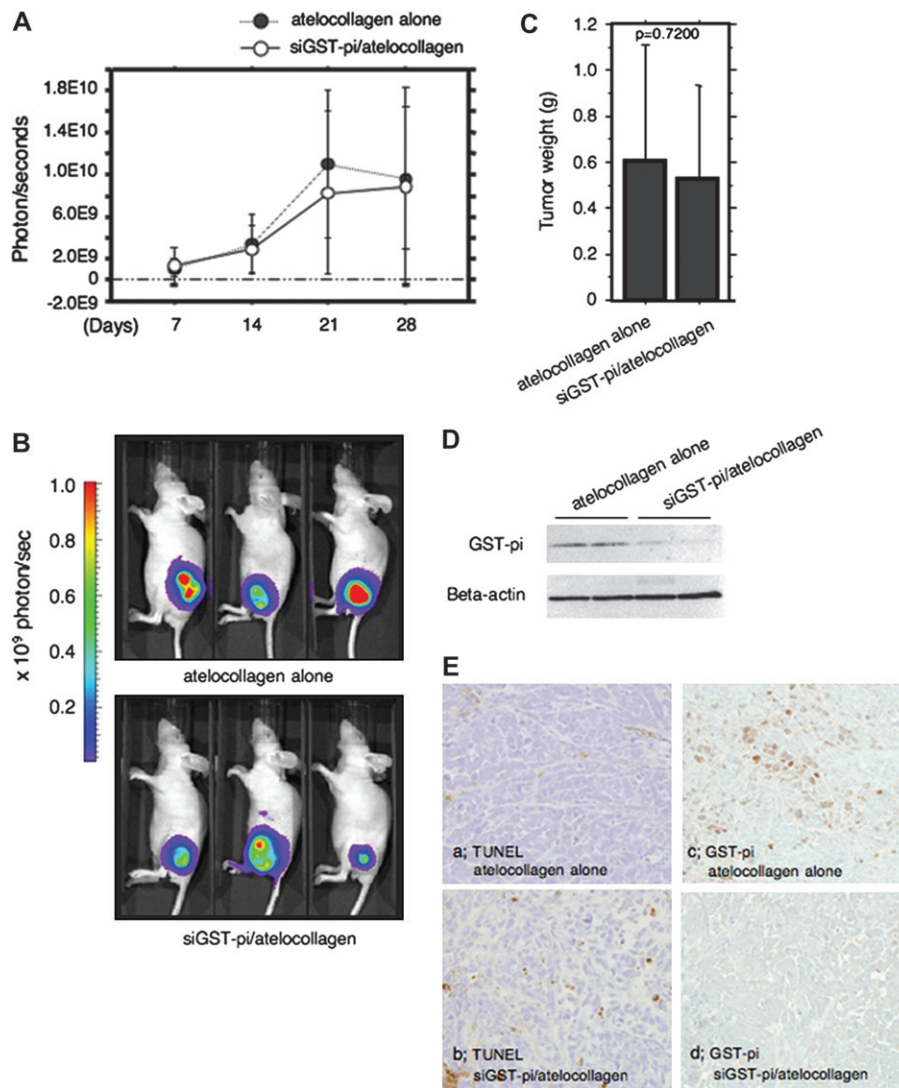 A
atelocollagen alone
siGST-pi/atelocollagen
Photon/seconds
1.8E10
1.4E10
1.0E10
6.0E9
2.0E9
0
-2.0E9
(Days) 7 14 21 28
C
p=0.7200
Tumor weight (g)
1.2
1.0
0.8
0.6
0.4
0.2
0
atelocollagen alone
siGST-pi/atelocollagen
B
x 10⁹ photon/sec
1.0
0.8
0.6
0.4
0.2
atelocollagen alone
siGST-pi/atelocollagen
D
atelocollagen alone
siGST-pi/atelocollagen
GST-pi
Beta-actin
E
a; TUNEL
atelocollagen alone
c; GST-pi
atelocollagen alone
b; TUNEL
siGST-pi/atelocollagen
d; GST-pi
siGST-pi/atelocollagen